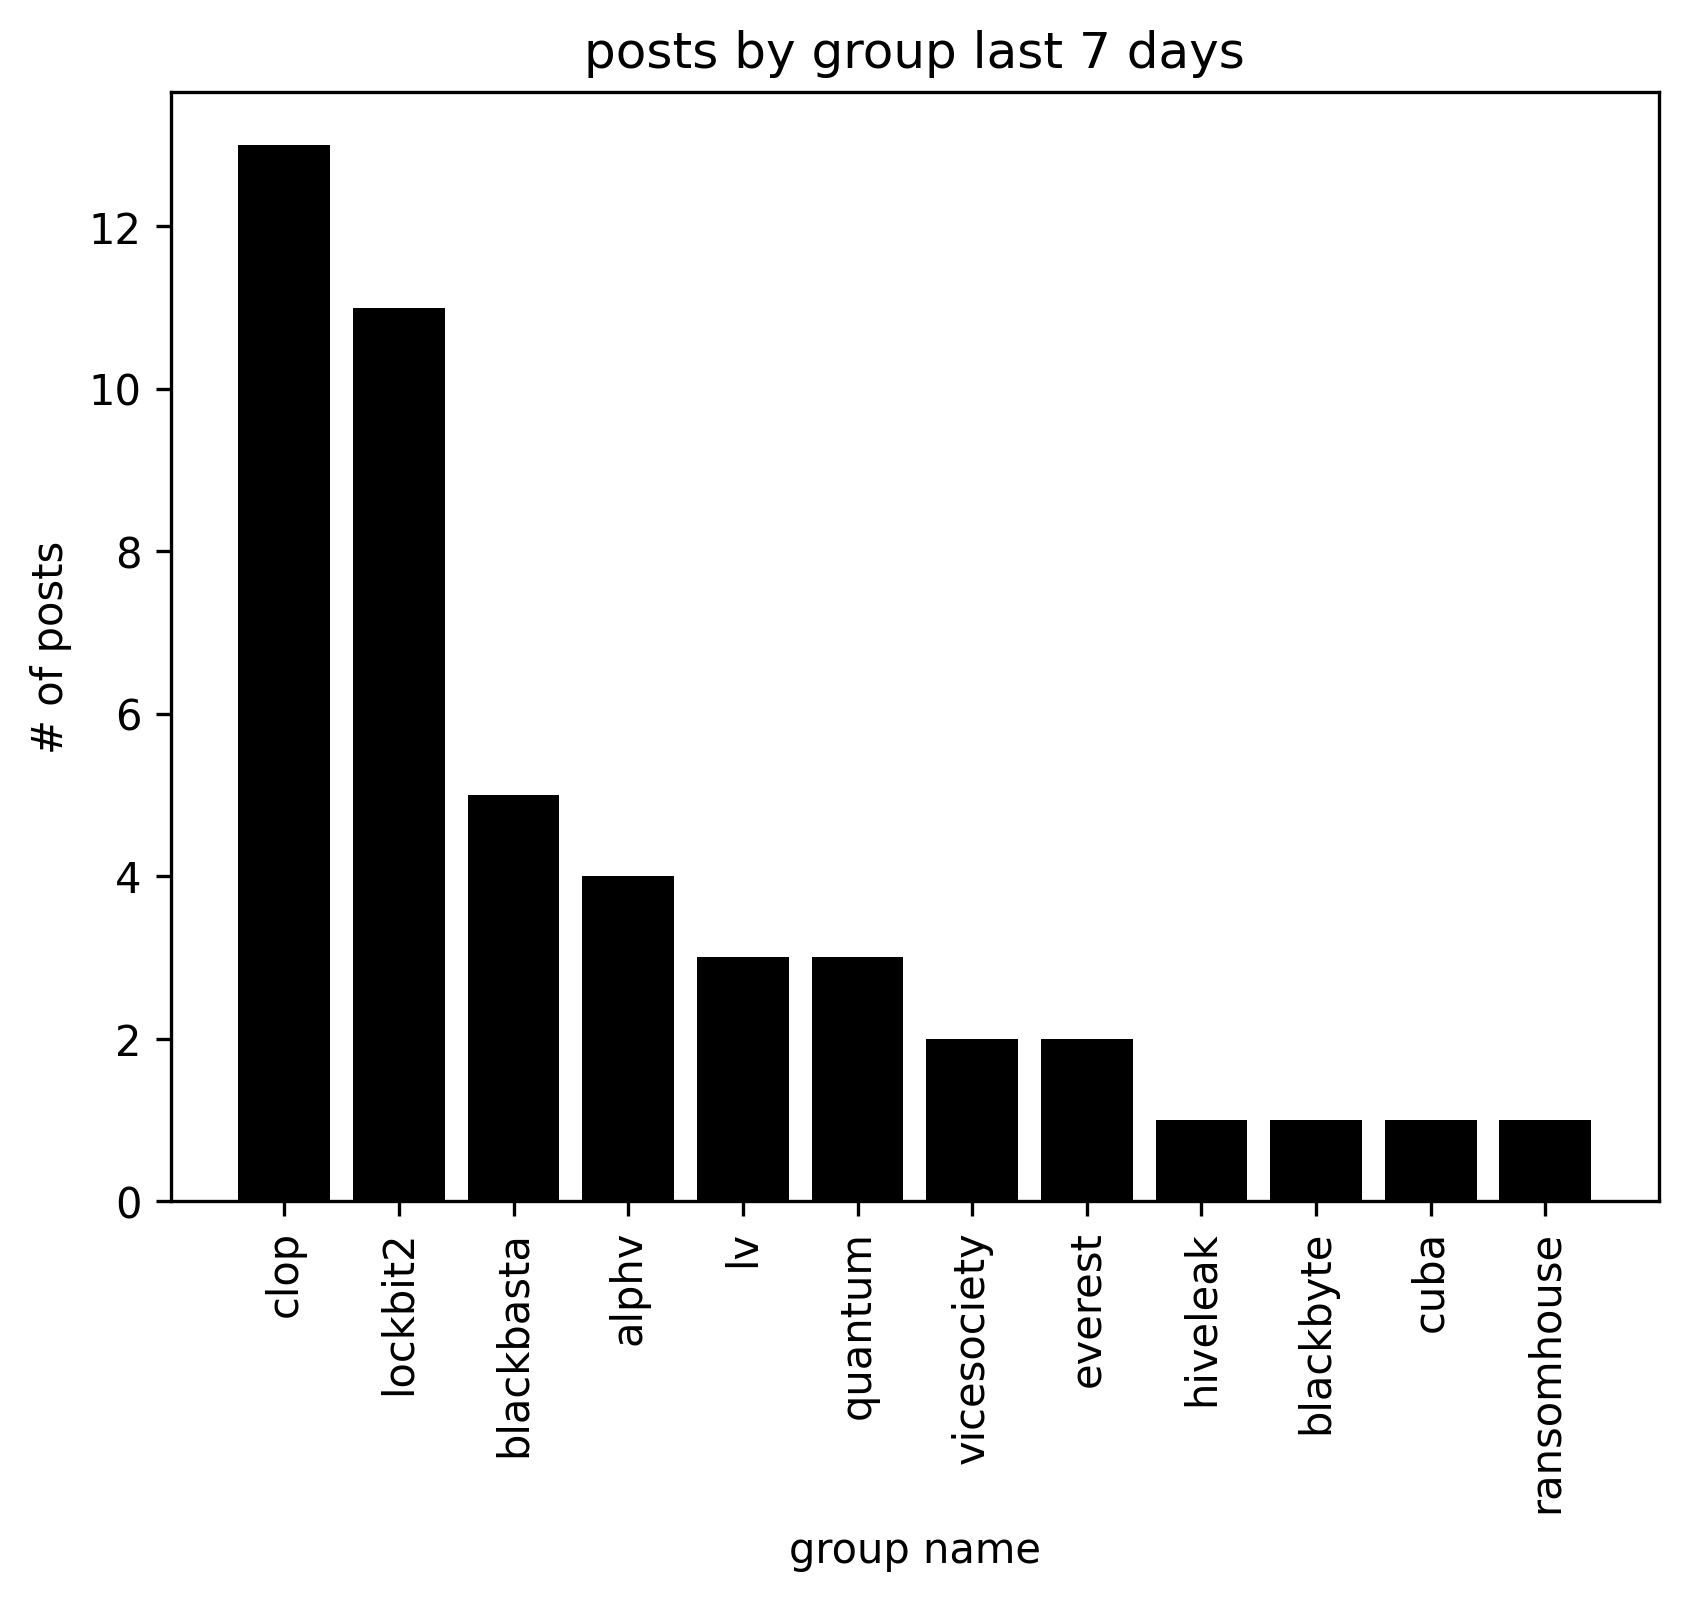 posts by group last 7 days
# of posts
12
10
8
6
4
2
0
clop
lockbit2
blackbasta
alphv
lv
quantum
vicesociety
everest
hiveleak
blackbyte
cuba
ransomhouse
group name